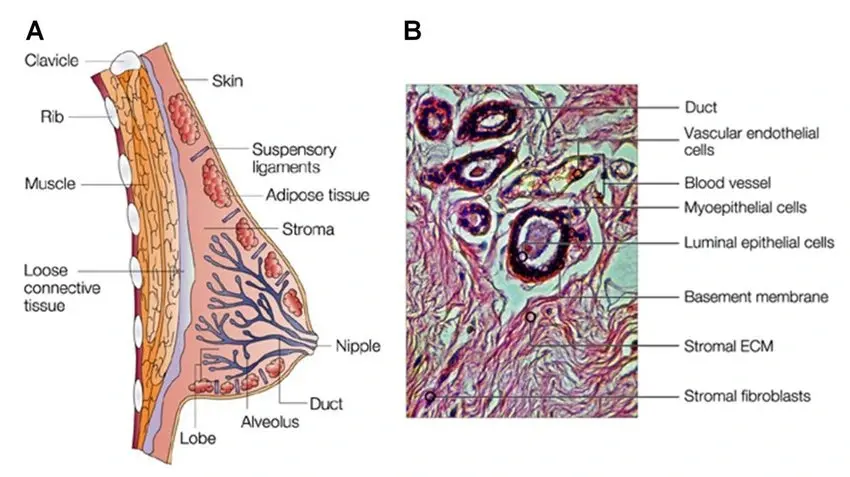 A
Clavicle
Rib
Muscle
Loose
connective
tissue
Skin
Suspensory
ligaments
Adipose tissue
Stroma
Nipple
Duct
Alveolus
Lobe
B
Duct
Vascular endothelial
cells
Blood vessel
Myoepithelial cells
Luminal epithelial cells
Basement membrane
Stromal ECM
Stromal fibroblasts